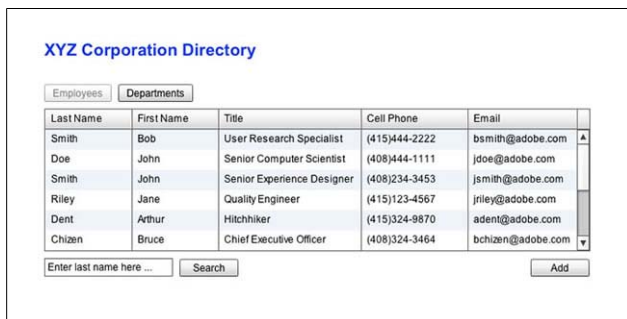 XYZ Corporation Directory
Employees Departments
Last Name First Name Title Cell Phone Email
Smith Bob User Research Specialist (415)444-2222 bsmith@adobe.com
Doe John Senior Computer Scientist (408)444-1111 jdoe@adobe.com
Smith John Senior Experience Designer (408)234-3453 jsmith@adobe.com
Riley Jane Quality Engineer (415)123-4567 jriley@adobe.com
Dent Arthur Hitchhiker (415)324-9870 adent@adobe.com
Chizen Bruce Chief Executive Officer (408)324-3464 bchizen@adobe.com
Enter last name here ... Search Add